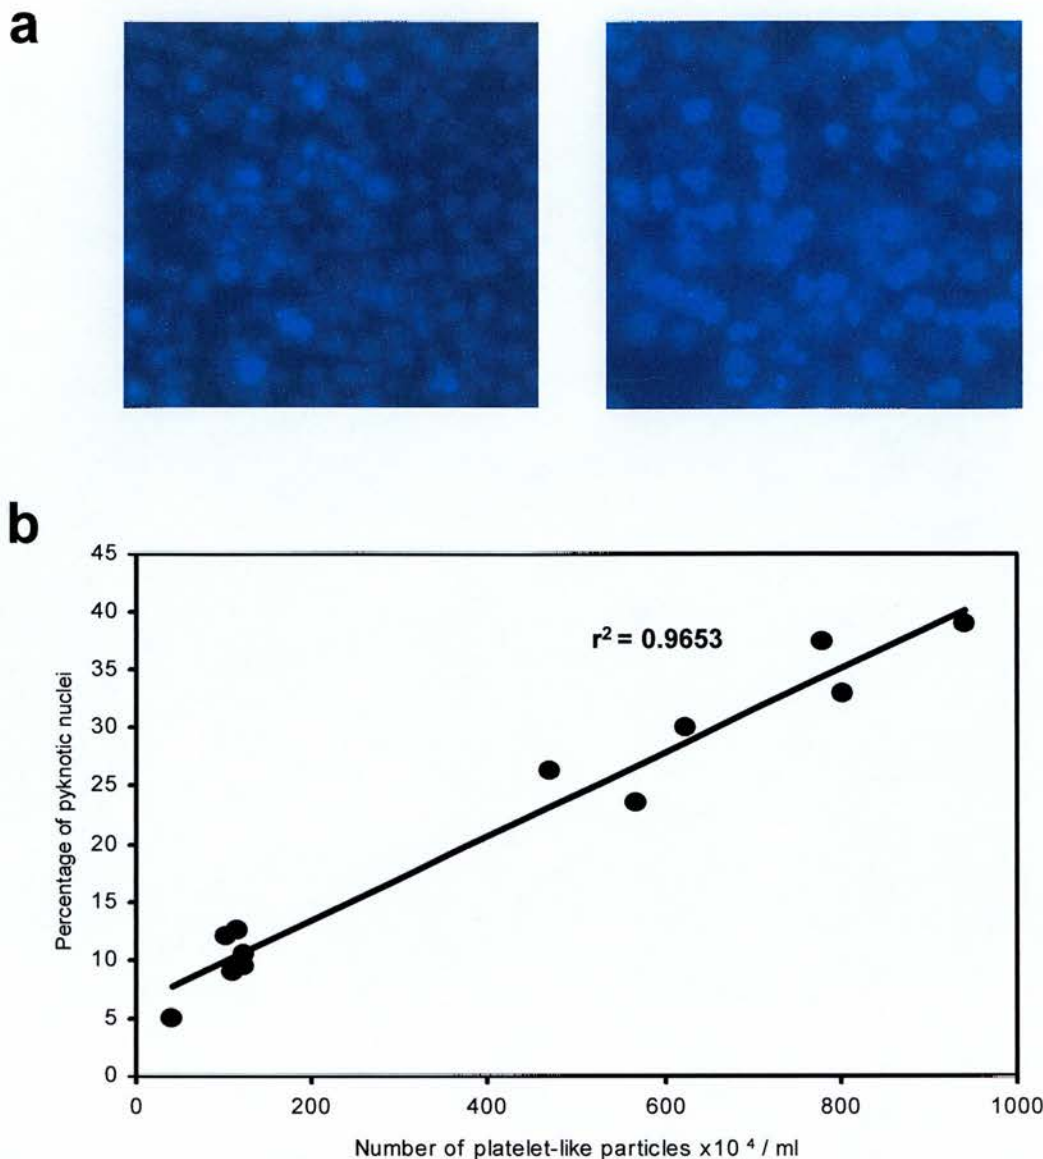 a
b
45
40
35
30
25
20
15
10
5
0
r² = 0.9653
Percentage of pyknotic nuclei
0 200 400 600 800 1000
Number of platelet-like particles x10 ⁴ / ml